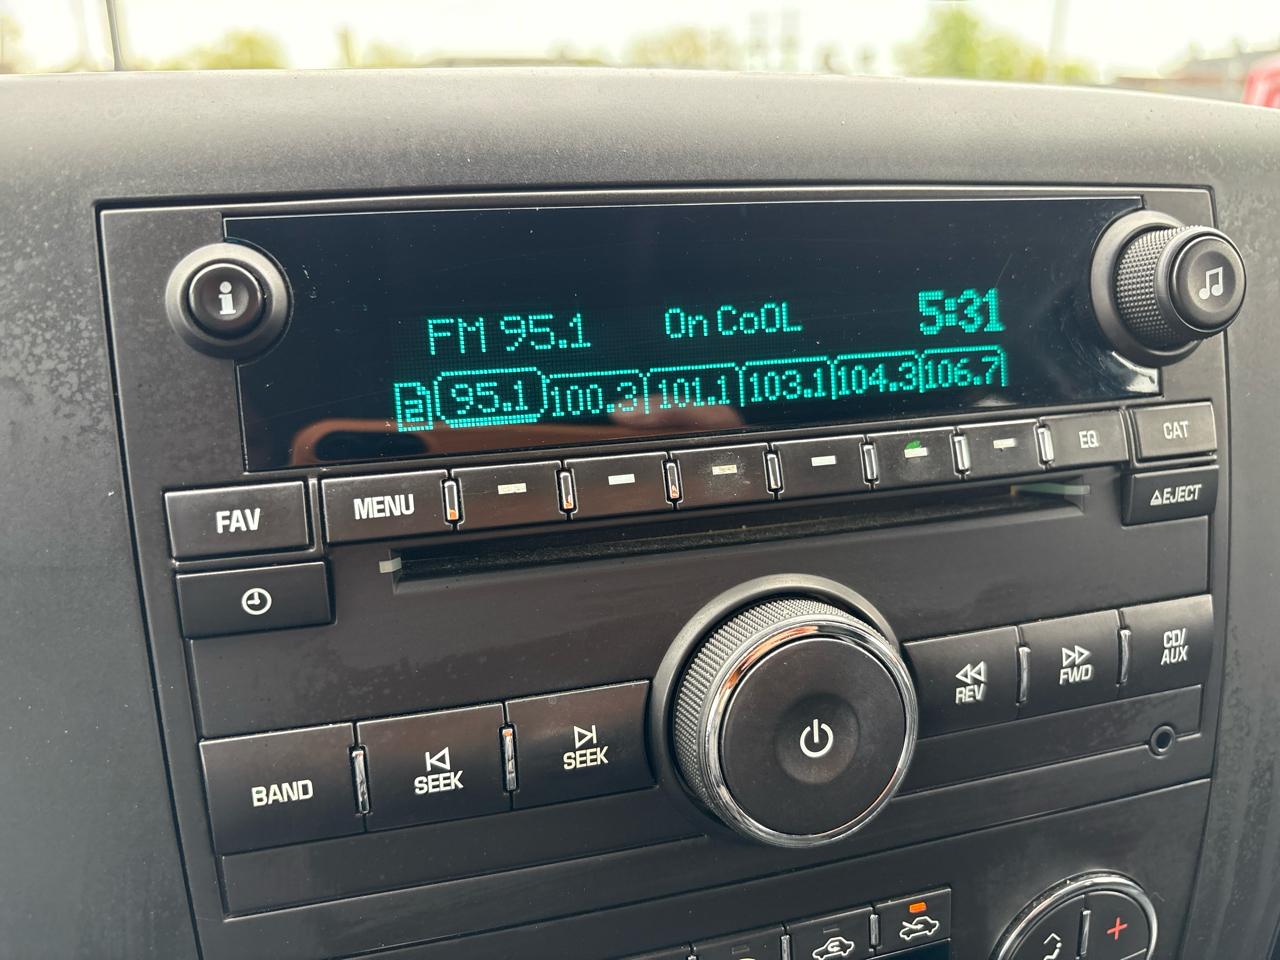 FM 95.1 On CoOL 5:31
2 95.1 100.3 101.1 103.1 104.3 106.7
FAV MENU EQ CAT
EJECT
REV FWD CD/
AUX
BAND SEEK SEEK